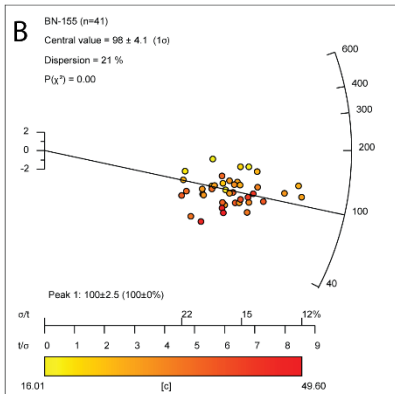 B
BN-155 (n=41)
Central value = 98 ± 4.1 (1σ)
Dispersion = 21 %
P(χ²) = 0.00
600
400
300
200
100
40
2
0
-2
Peak 1: 100±2.5 (100±0%)
σ/t 22 15 12%
t/σ 0 1 2 3 4 5 6 7 8 9
16.01 [c] 49.60